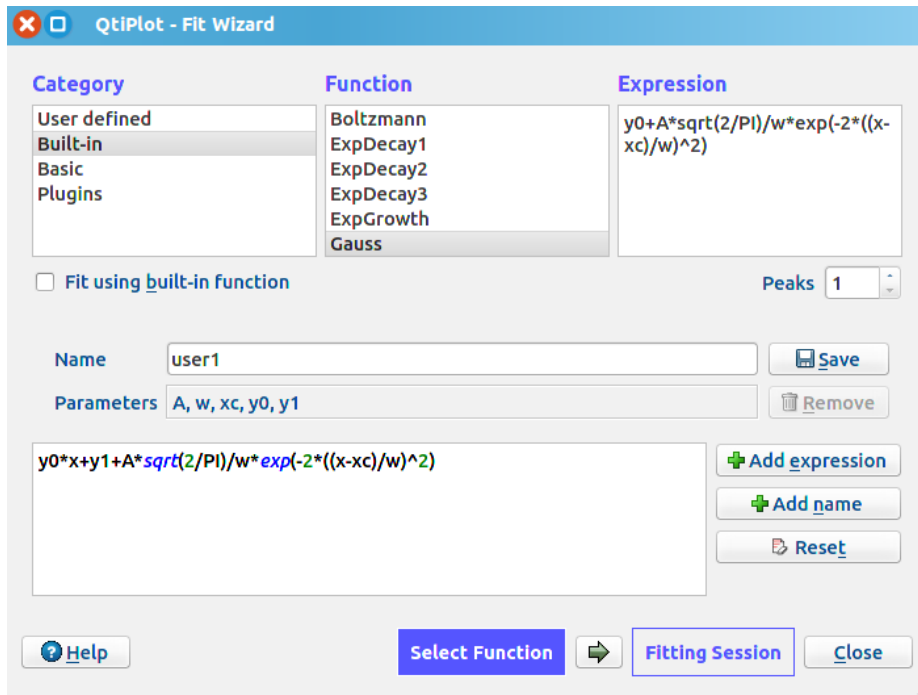 QtiPlot - Fit Wizard
Category
Function
Expression
User defined
Built-in
Basic
Plugins
Boltzmann
ExpDecay1
ExpDecay2
ExpDecay3
ExpGrowth
Gauss
y0+A*sqrt(2/PI)/w*exp(-2*((x-
xc)/w)^2)
Fit using built-in function
Peaks 1
Name user1
Save
Parameters A, w, xc, y0, y1
Remove
y0*x+y1+A*sqrt(2/PI)/w*exp(-2*((x-xc)/w)^2)
Add expression
Add name
Reset
Help
Select Function
Fitting Session
Close